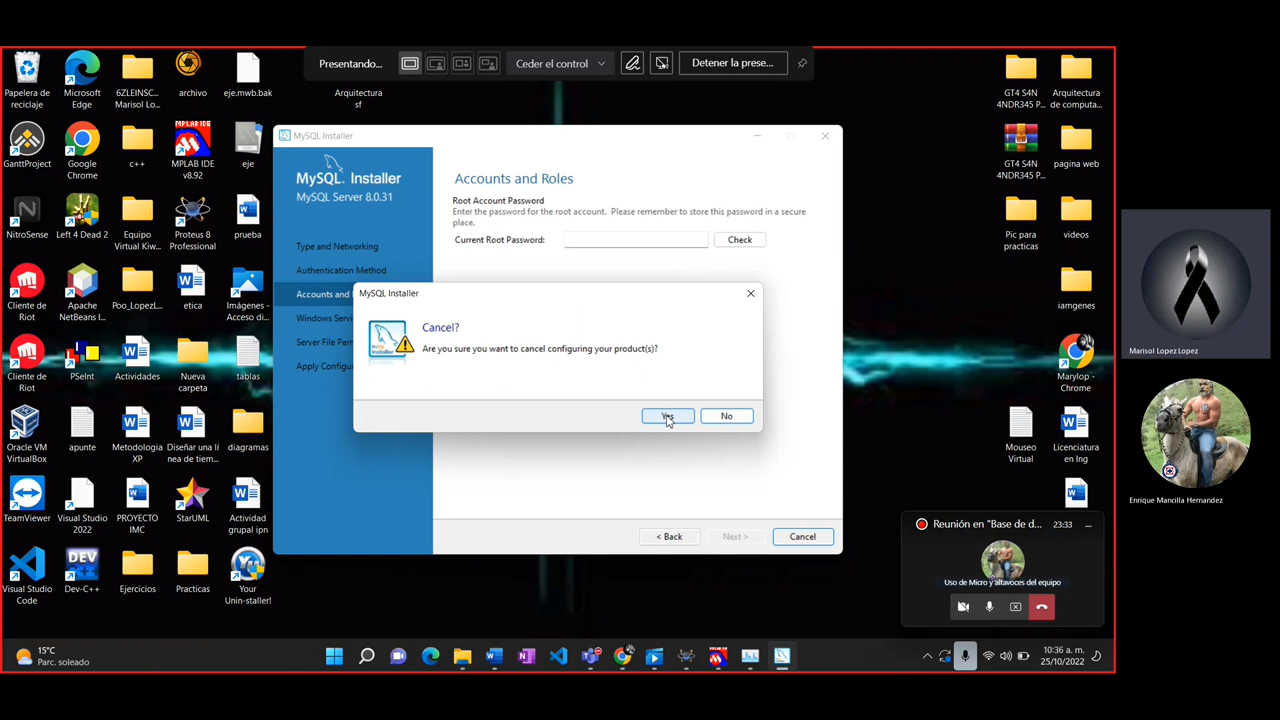 Presentando...
Ceder el control
Detener la prese...
Papelera de
reciclaje
Microsoft
Edge
6ZLEINSC...
Marisol Lo...
archivo
eje.mwb.bak
Arquitectura
sf
GT4 S4N
4NDR345 P...
Arquitectura
de computa...
GanttProject
Google
Chrome
c++
MPLAB IDE
v8.92
eje
GT4 S4N
4NDR345 P...
pagina web
NitroSense
Left 4 Dead 2
Equipo
Virtual Kiw...
Proteus 8
Professional
prueba
Pic para
practicas
videos
Cliente de
Riot
Apache
NetBeans I...
Poo_LopezL...
etica
Imágenes -
Acceso di...
iamgenes
Cliente de
Riot
PSeInt
Actividades
Nueva
carpeta
tablas
Marylop -
Chrome
Oracle VM
VirtualBox
apunte
Metodologia
XP
Diseñar una lí
nea de tiem...
diagramas
Mouseo
Virtual
Licenciatura
en Ing
TeamViewer
Visual Studio
2022
PROYECTO
IMC
StarUML
Actividad
grupal ipn
Visual Studio
Code
Dev-C++
Ejercicios
Practicas
Your
Unin-staller!
MySQL Installer
MySQL. Installer
MySQL Server 8.0.31
Type and Networking
Authentication Method
Accounts and
Windows Servi
Server File Perm
Apply Configu
Accounts and Roles
Root Account Password
Enter the password for the root account. Please remember to store this password in a secure
place.
Current Root Password:
Check
MySQL Installer
Cancel?
Are you sure you want to cancel configuring your product(s)?
Yes
No
< Back
Next >
Cancel
Marisol Lopez Lopez
Enrique Mancilla Hernandez
Reunión en "Base de d...
23:33
Uso de Micro y altavoces del equipo
15°C
Parc. soleado
10:36 a. m.
25/10/2022